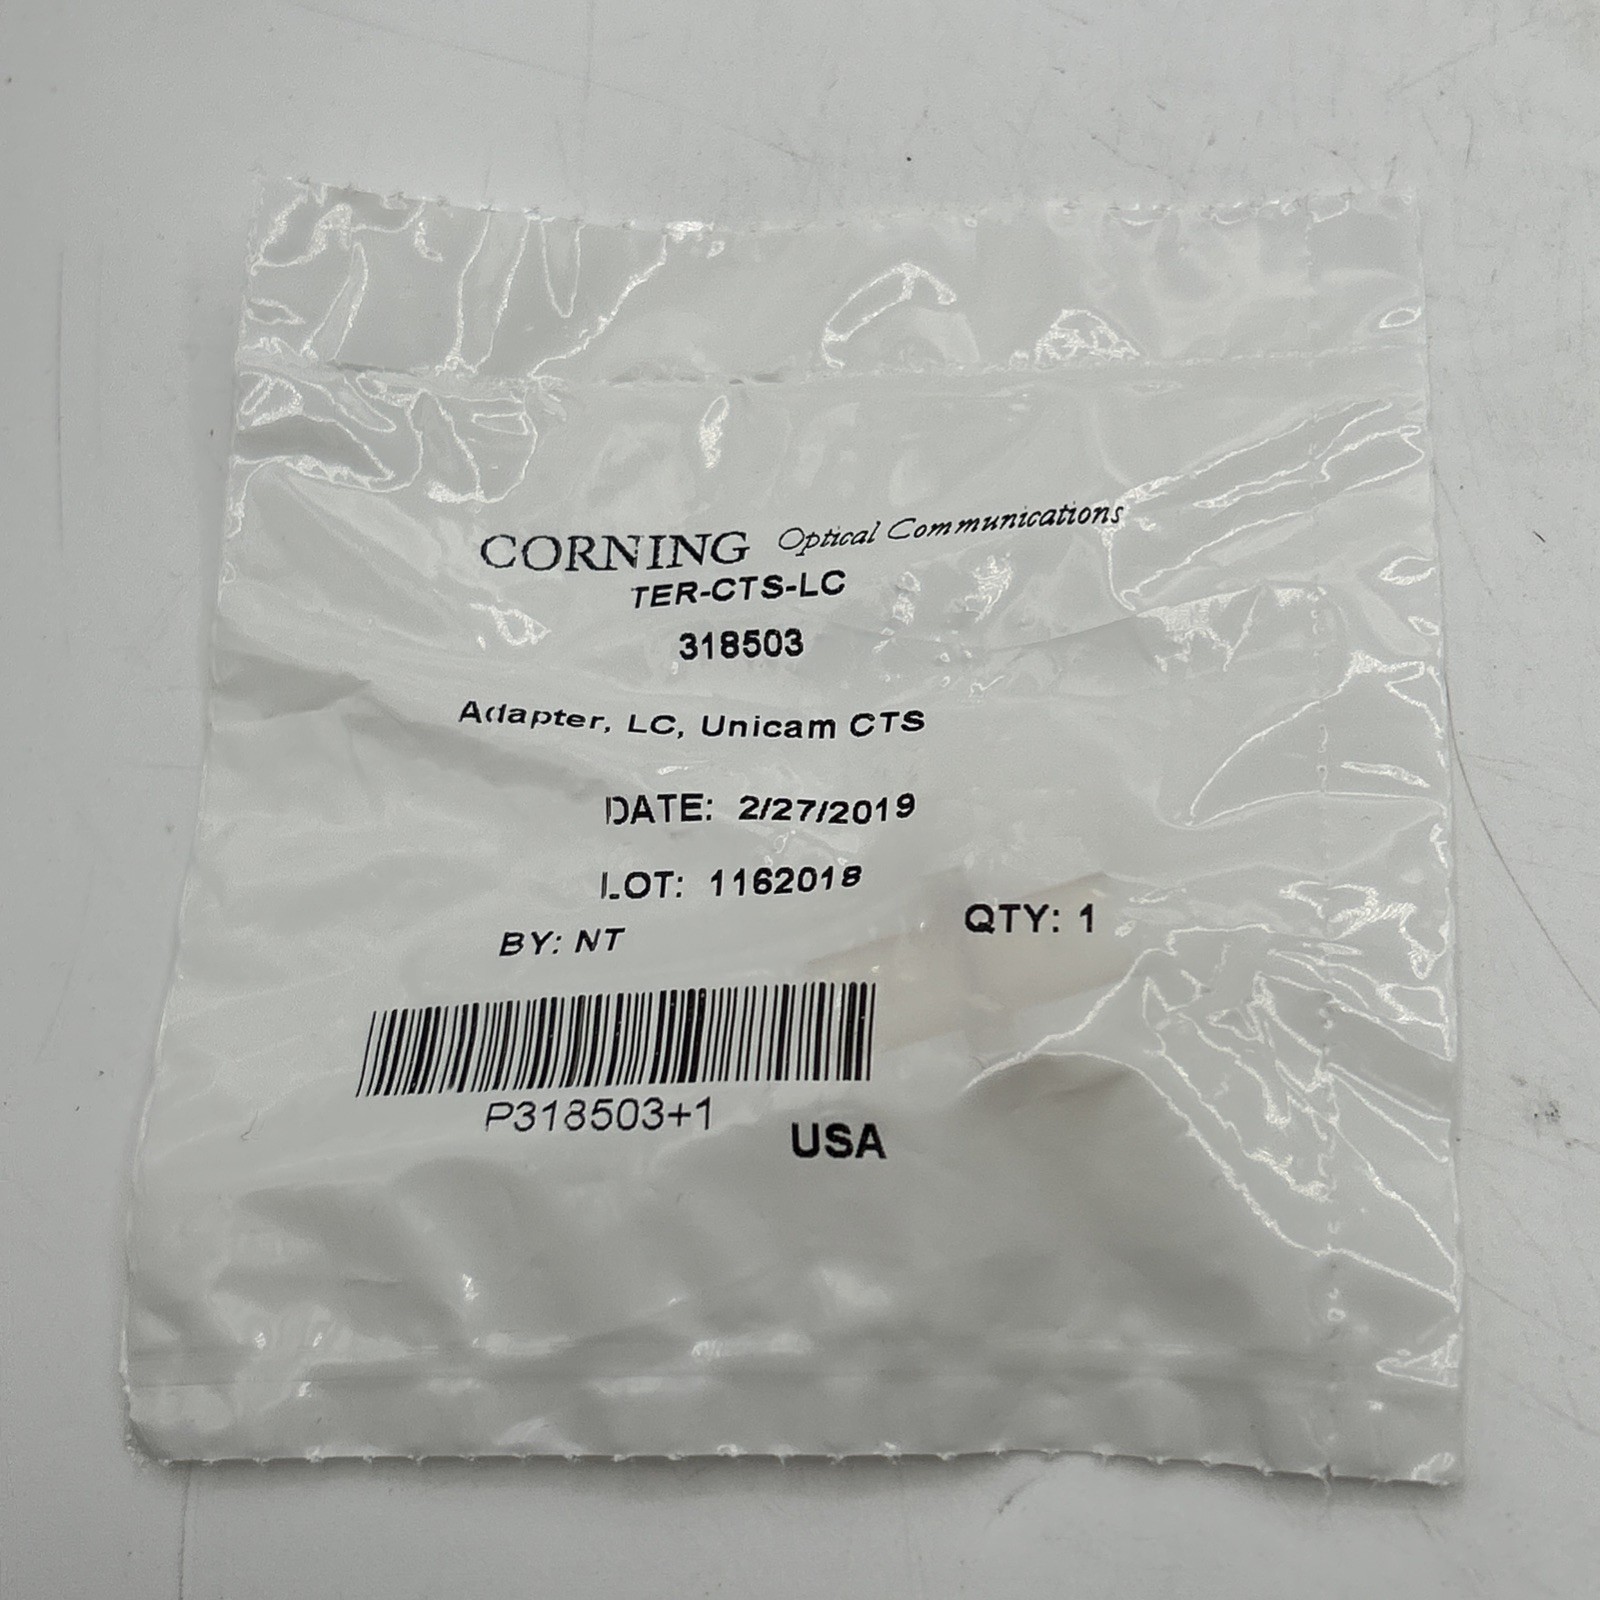 CORNING Optical Communications
TER-CTS-LC
318503
Adapter, LC, Unicam CTS
DATE: 2/27/2019
LOT: 1162018
BY: NT
QTY: 1
P318503+1
USA